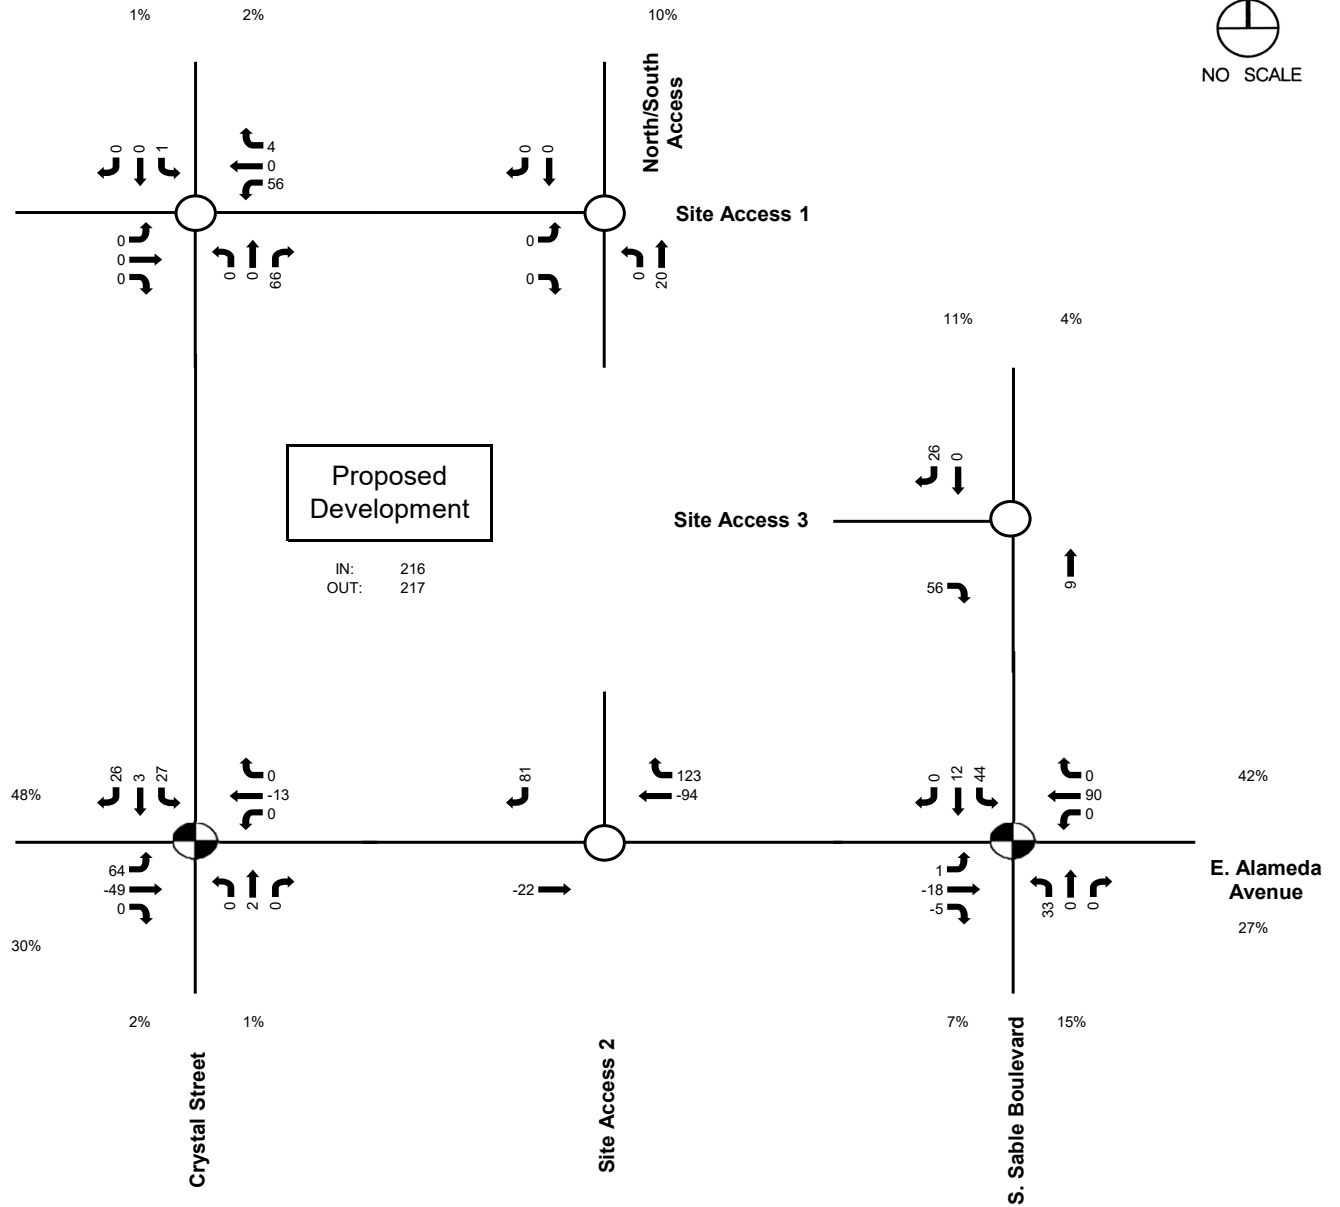 1% 2% 10%
NO SCALE
North/South
Access
0 0 1
4
0
56
0 0
Site Access 1
0
0
0
0 0 66
0
0
0 20
11% 4%
26 0
Proposed
Development
Site Access 3
IN: 216
OUT: 217
56
9
48%
26 3 27
0
-13
0
81
123
-94
0 12 44
0
90
0
42%
64
-49
0
0 2 0
-22
1
-18
-5
33 0 0
E. Alameda
Avenue
30%
27%
2% 1%
7% 15%
Crystal Street
Site Access 2
S. Sable Boulevard